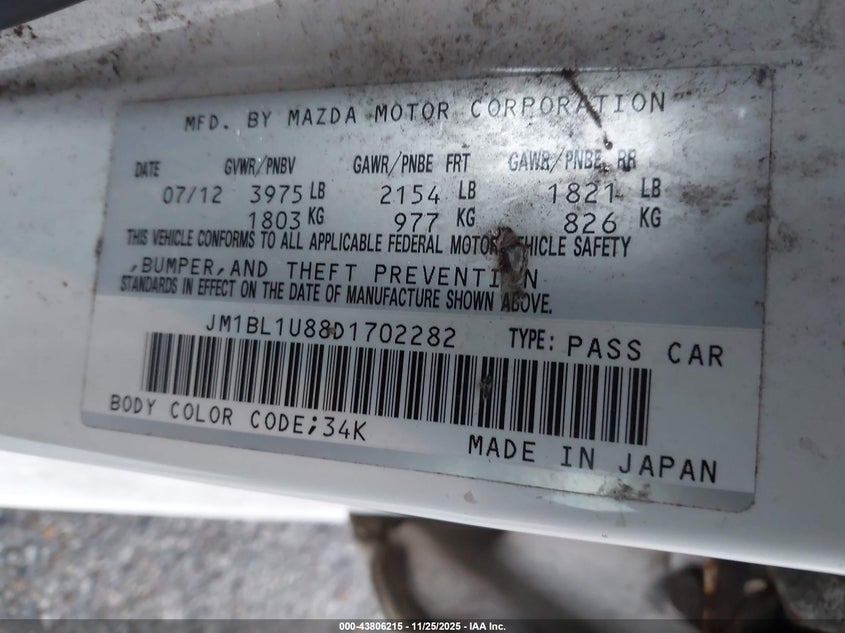 MFD. BY MAZDA MOTOR CORPORATION
DATE GVWR/PNBV GAWR/PNBE FRT GAWR/PNBE RR
07/12 3975 LB 2154 LB 1821 LB
1803 KG 977 KG 826 KG
THIS VEHICLE CONFORMS TO ALL APPLICABLE FEDERAL MOTOR VEHICLE SAFETY
,BUMPER,AND THEFT PREVENTION
STANDARDS IN EFFECT ON THE DATE OF MANUFACTURE SHOWN ABOVE.
JM1BL1U88D1702282 TYPE: PASS CAR
BODY COLOR CODE;34K
MADE IN JAPAN
000-43806215 - 11/25/2025 - IAA Inc.